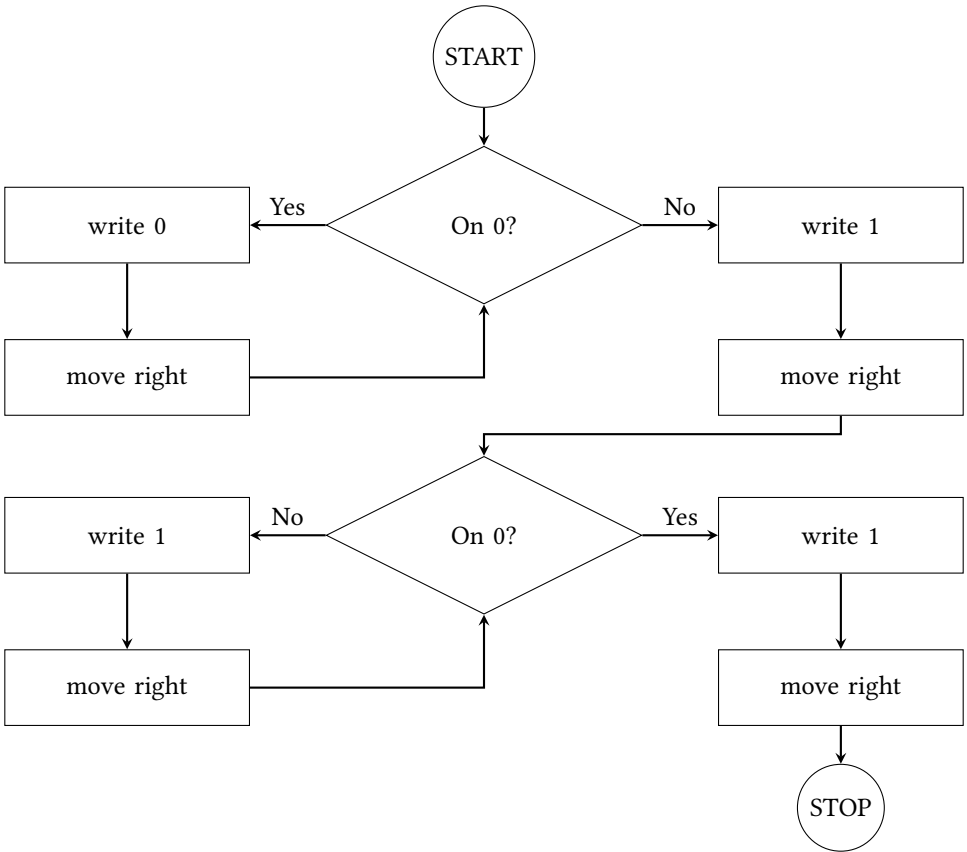 START
Yes
No
write 0
On 0?
write 1
move right
move right
No
Yes
write 1
On 0?
write 1
move right
move right
STOP